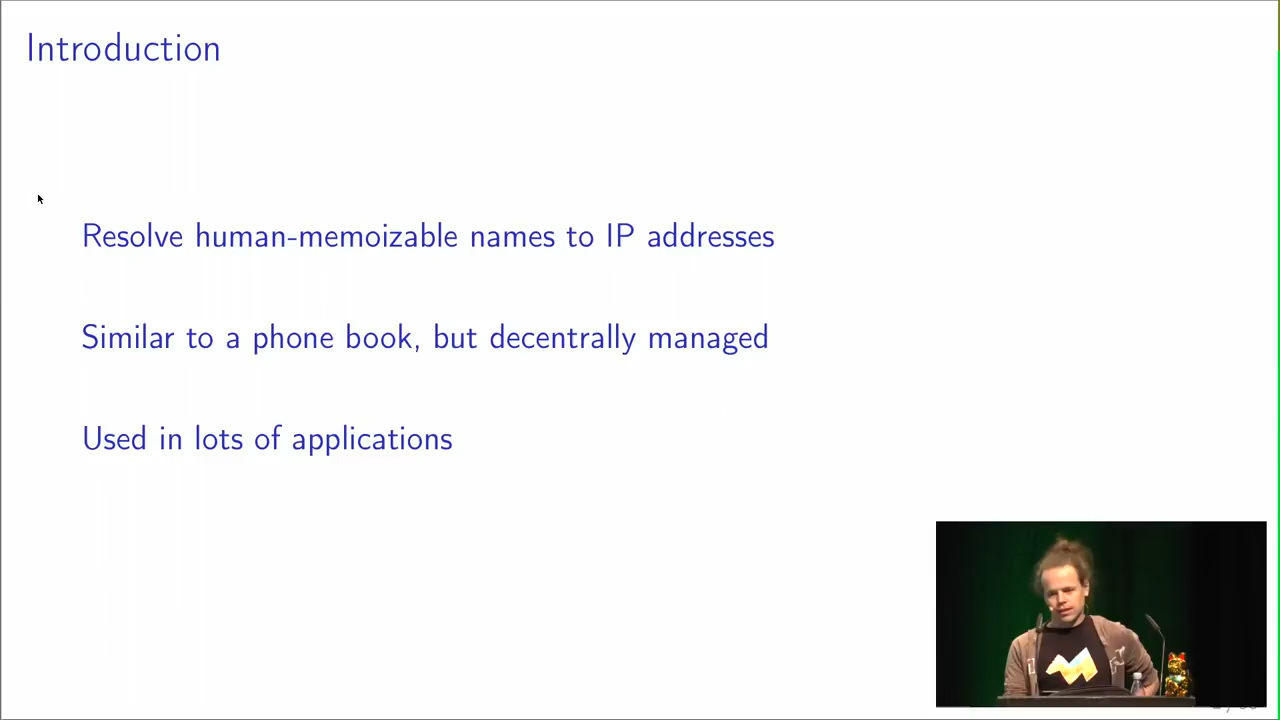 Introduction
Resolve human-memoizable names to IP addresses
Similar to a phone book, but decentrally managed
Used in lots of applications